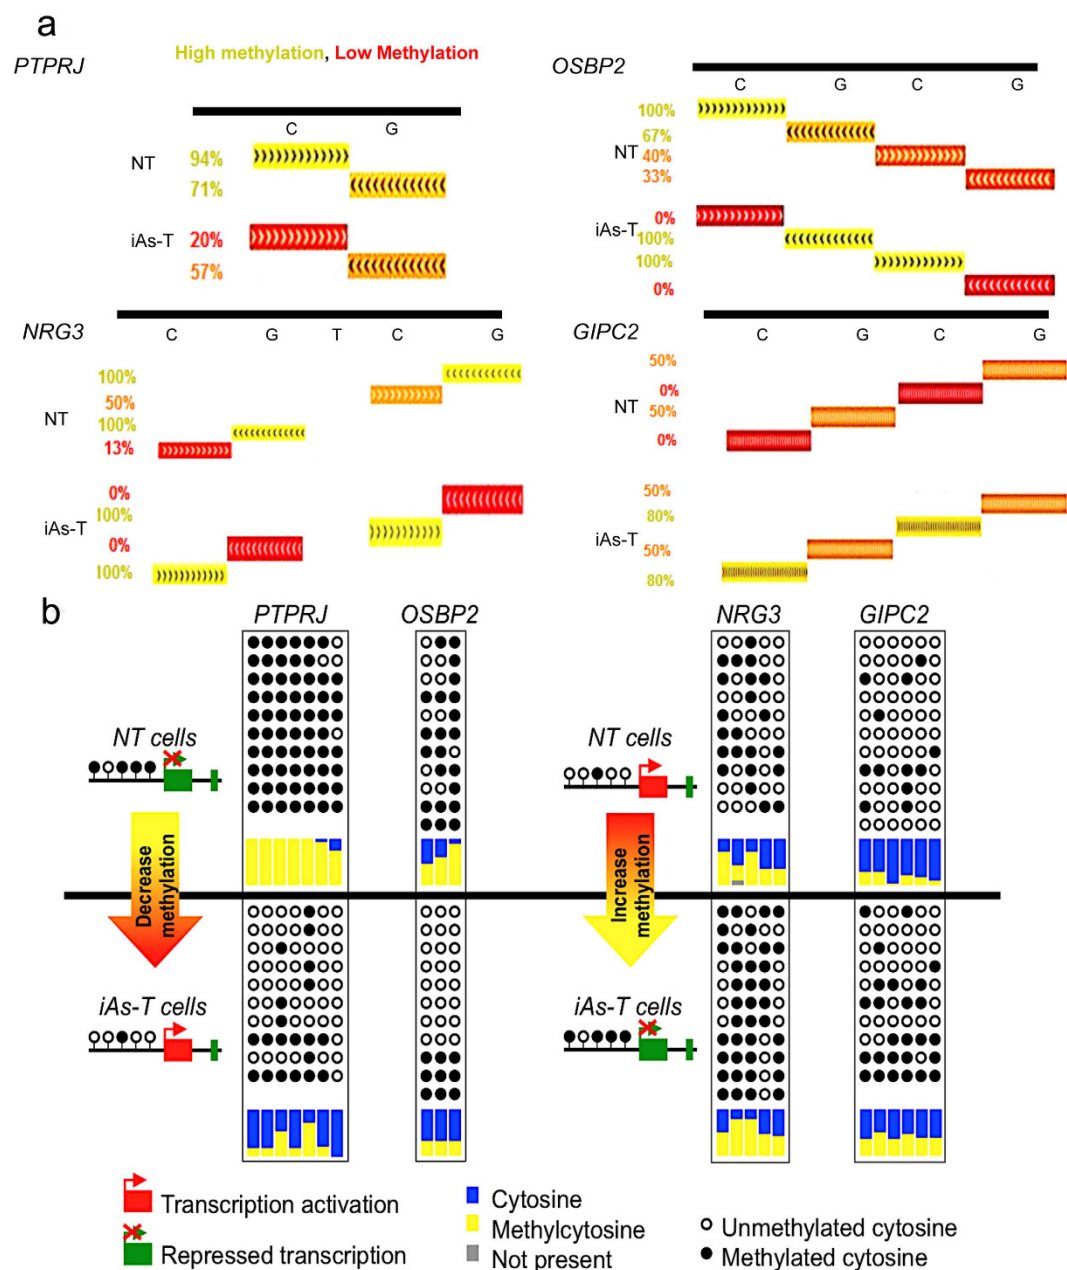 a
PTPRJ
High methylation, Low Methylation
C G
NT
94%
71%
iAs-T
20%
57%
OSBP2
C G C G
100%
67%
NT
40%
33%
0%
iAs-T
100%
100%
0%
NRG3
C G T C G
100%
NT
50%
100%
13%
0%
100%
iAs-T
0%
100%
GIPC2
C G C G
50%
0%
NT
50%
0%
50%
80%
iAs-T
50%
80%
b
PTPRJ OSBP2 NRG3 GIPC2
NT cells
Decrease
methylation
iAs-T cells
NT cells
Increase
methylation
iAs-T cells
Transcription activation
Repressed transcription
Cytosine
Methylcytosine
Not present
Unmethylated cytosine
Methylated cytosine